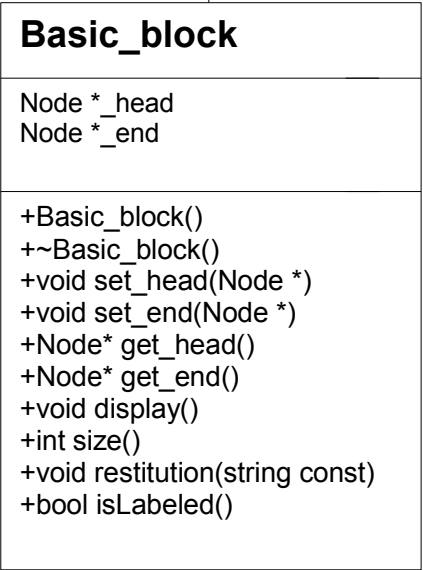 Basic_block
Node *_head
Node *_end
+Basic_block()
+~Basic_block()
+void set_head(Node *)
+void set_end(Node *)
+Node* get_head()
+Node* get_end()
+void display()
+int size()
+void restitution(string const)
+bool isLabeled()